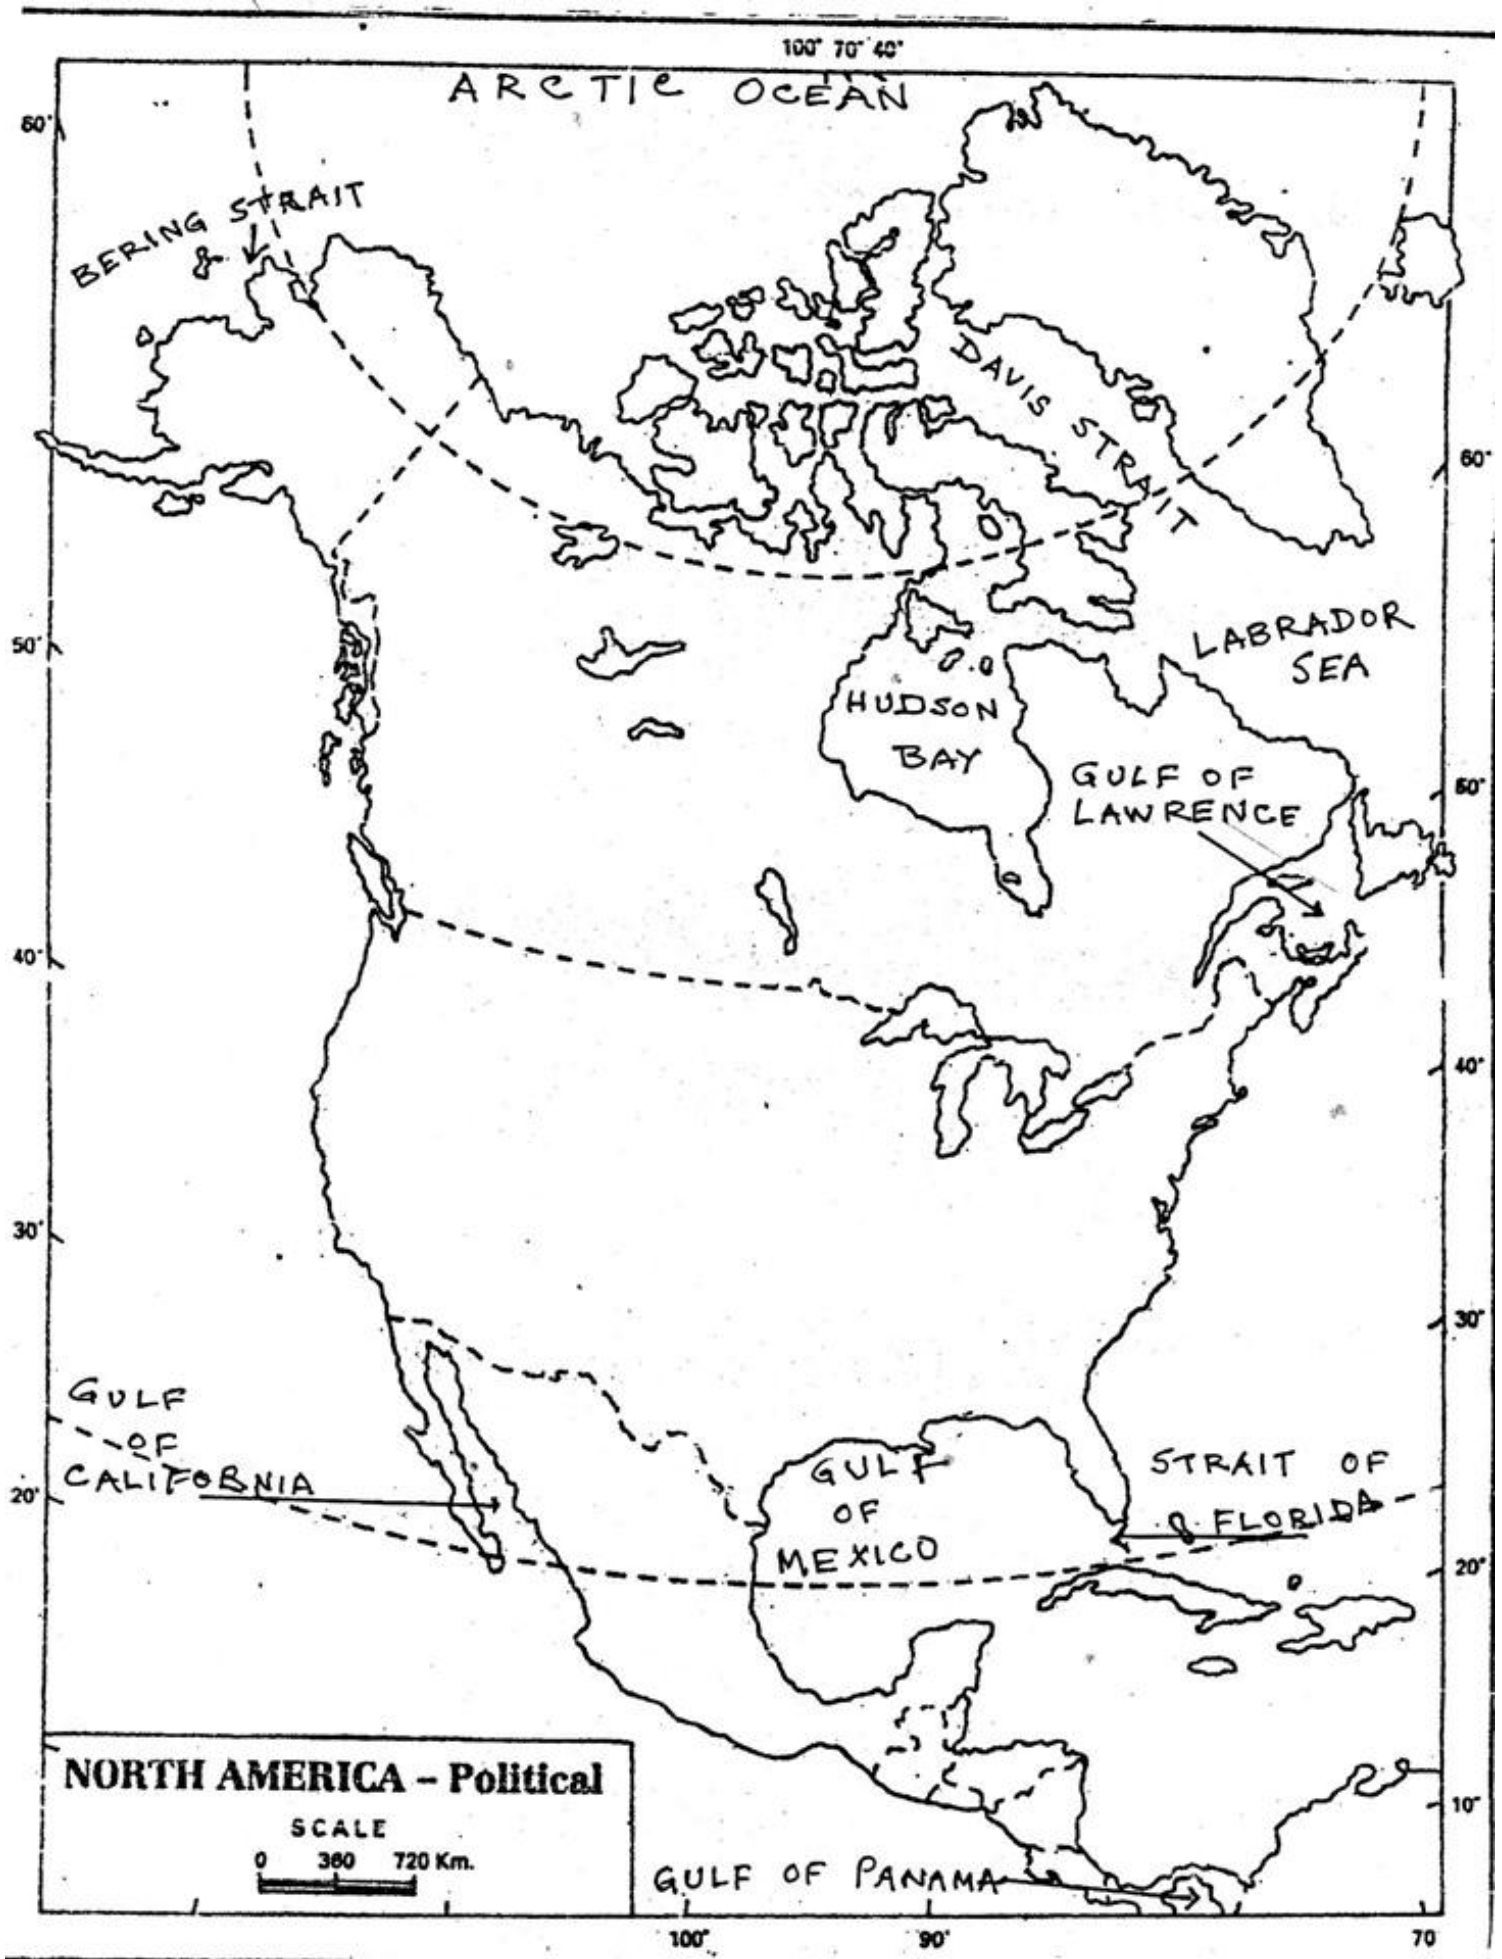 100° 70° 40°
ARCTIC OCEAN
60°
BERING STRAIT
DAVIS STRAIT
60°
LABRADOR
SEA
50°
HUDSON
BAY
GULF OF
LAWRENCE
50°
40°
40°
30°
30°
GULF
OF
CALIFORNIA
GULF
OF
MEXICO
STRAIT OF
FLORIDA
20°
20°
NORTH AMERICA – Political
SCALE
0 360 720 Km.
10°
GULF OF PANAMA
100° 90° 70